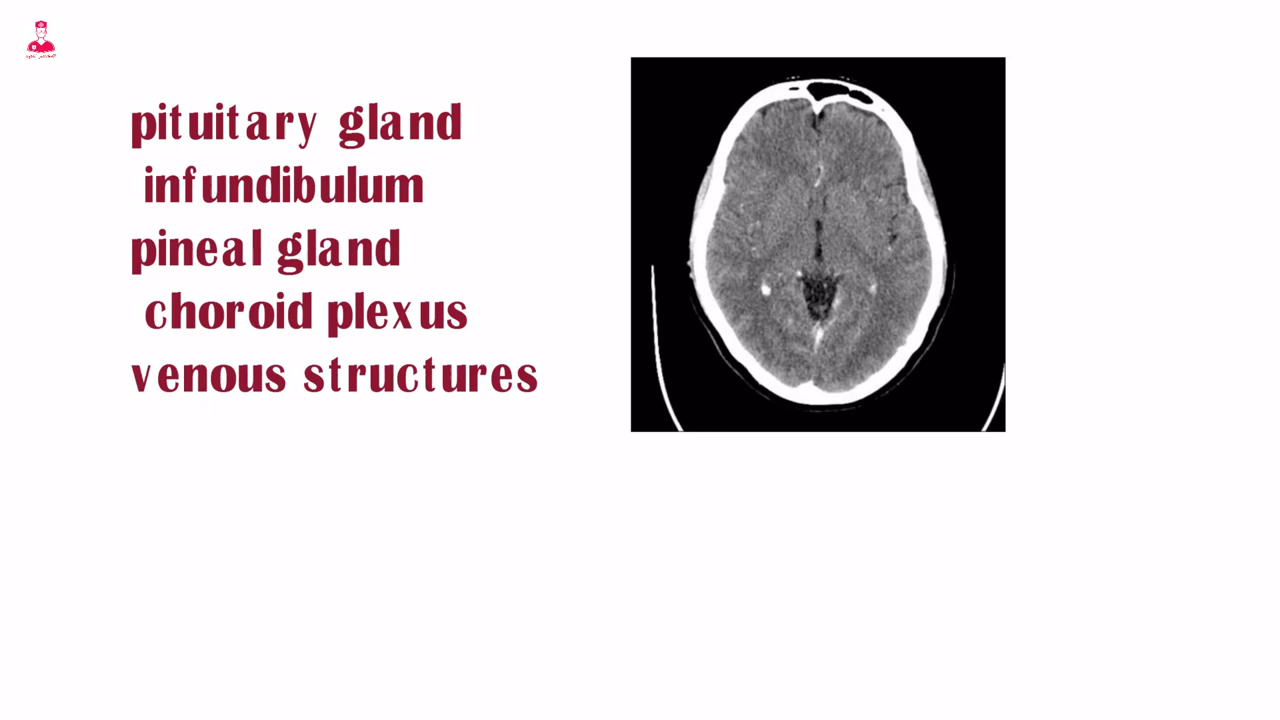 pituitary gland
infundibulum
pineal gland
choroid plexus
venous structures